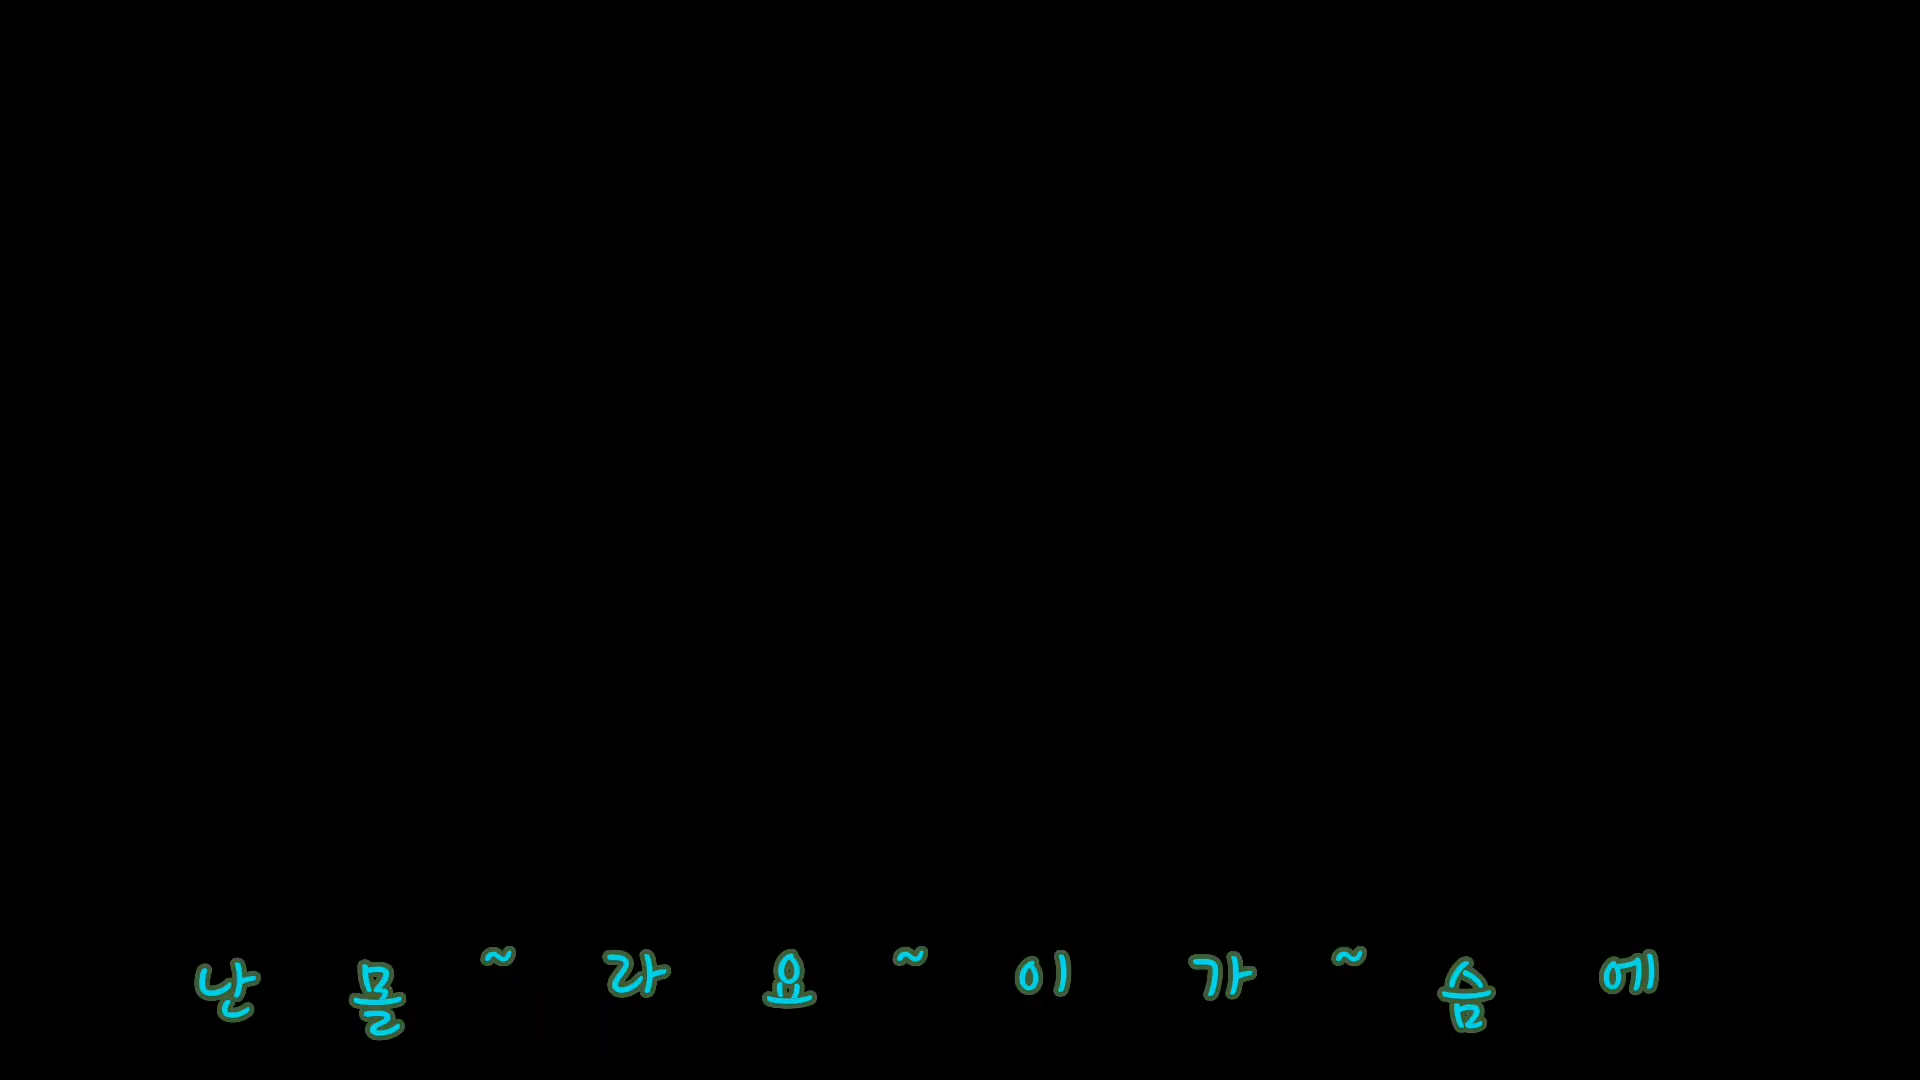 난 몰 ~ 라 요 ~ 이 가 ~ 슴 에